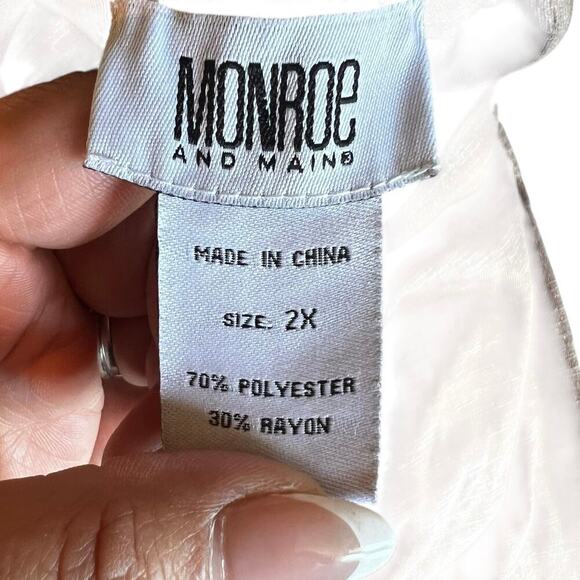 MONROe
AND MAIN®
MADE IN CHINA
SIZE: 2X
70% POLYESTER
30% RAYON